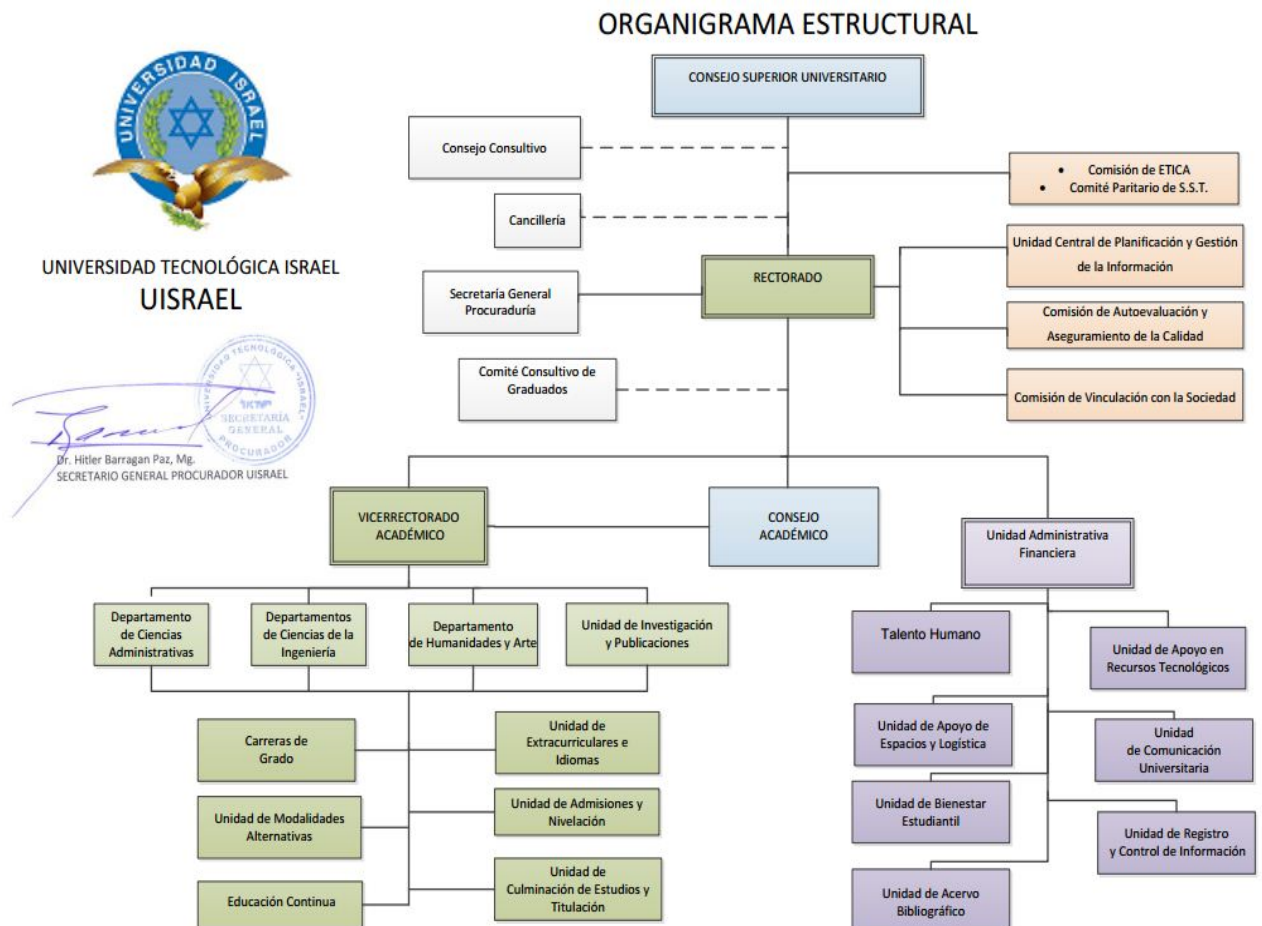 ORGANIGRAMA ESTRUCTURAL
UNIVERSIDAD ISRAEL
UNIVERSIDAD TECNOLÓGICA ISRAEL
UISRAEL
UNIVERSIDAD TECNOLOGICA "ISRAEL"
SECRETARÍA
GENERAL
PROCURADOR
Dr. Hitler Barragan Paz, Mg.
SECRETARIO GENERAL PROCURADOR UISRAEL
CONSEJO SUPERIOR UNIVERSITARIO
Consejo Consultivo
• Comisión de ETICA
• Comité Paritario de S.S.T.
Cancillería
Unidad Central de Planificación y Gestión
de la Información
RECTORADO
Secretaría General
Procuraduría
Comisión de Autoevaluación y
Aseguramiento de la Calidad
Comité Consultivo de
Graduados
Comisión de Vinculación con la Sociedad
VICERRECTORADO
ACADÉMICO
CONSEJO
ACADÉMICO
Unidad Administrativa
Financiera
Departamento
de Ciencias
Administrativas
Departamentos
de Ciencias de la
Ingeniería
Departamento
de Humanidades y Arte
Unidad de Investigación
y Publicaciones
Talento Humano
Unidad de Apoyo en
Recursos Tecnológicos
Carreras de
Grado
Unidad de
Extracurriculares e
Idiomas
Unidad de Apoyo de
Espacios y Logística
Unidad
de Comunicación
Universitaria
Unidad de Modalidades
Alternativas
Unidad de Admisiones y
Nivelación
Unidad de Bienestar
Estudiantil
Unidad de Registro
y Control de Información
Educación Continua
Unidad de
Culminación de Estudios y
Titulación
Unidad de Acervo
Bibliográfico